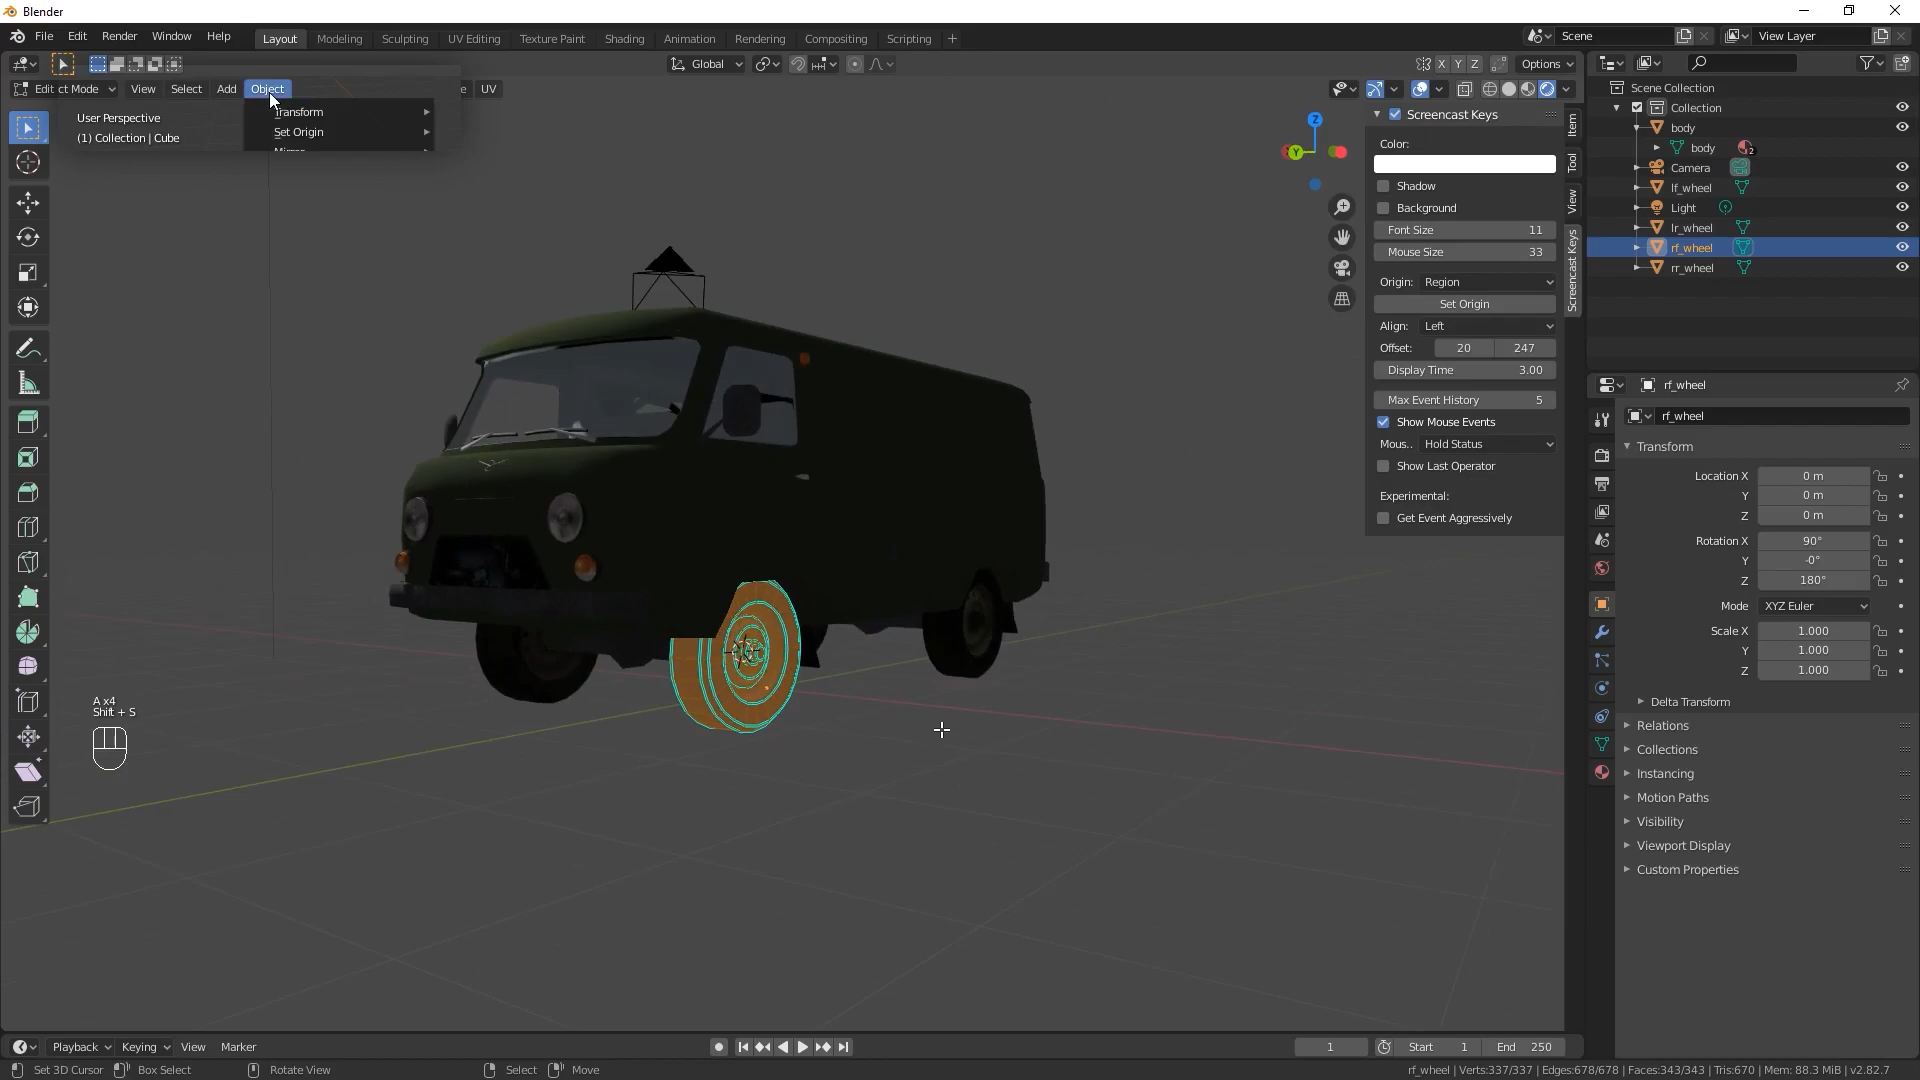 Blender
File Edit Render Window Help
Layout Modeling Sculpting UV Editing Texture Paint Shading Animation Rendering Compositing Scripting +
Scene
View Layer
Global
X Y Z Options
Edit ct Mode View Select Add Object e UV
User Perspective
(1) Collection | Cube
Transform
Set Origin
Mirror
Z
Y
Screencast Keys
Color:
Shadow
Background
Font Size 11
Mouse Size 33
Origin: Region
Set Origin
Align: Left
Offset: 20 247
Display Time 3.00
Max Event History 5
Show Mouse Events
Mous.. Hold Status
Show Last Operator
Experimental:
Get Event Aggressively
Item
Tool
View
Screencast Keys
A x4
Shift + S
Scene Collection
Collection
body
body 2
Camera
lf_wheel
Light
lr_wheel
rf_wheel
rr_wheel
rf_wheel
rf_wheel
Transform
Location X 0 m
Y 0 m
Z 0 m
Rotation X 90°
Y -0°
Z 180°
Mode XYZ Euler
Scale X 1.000
Y 1.000
Z 1.000
Delta Transform
Relations
Collections
Instancing
Motion Paths
Visibility
Viewport Display
Custom Properties
Playback Keying View Marker
1 Start 1 End 250
Set 3D Cursor Box Select Rotate View Select Move
rf_wheel | Verts:337/337 | Edges:678/678 | Faces:343/343 | Tris:670 | Mem: 88.3 MiB | v2.82.7